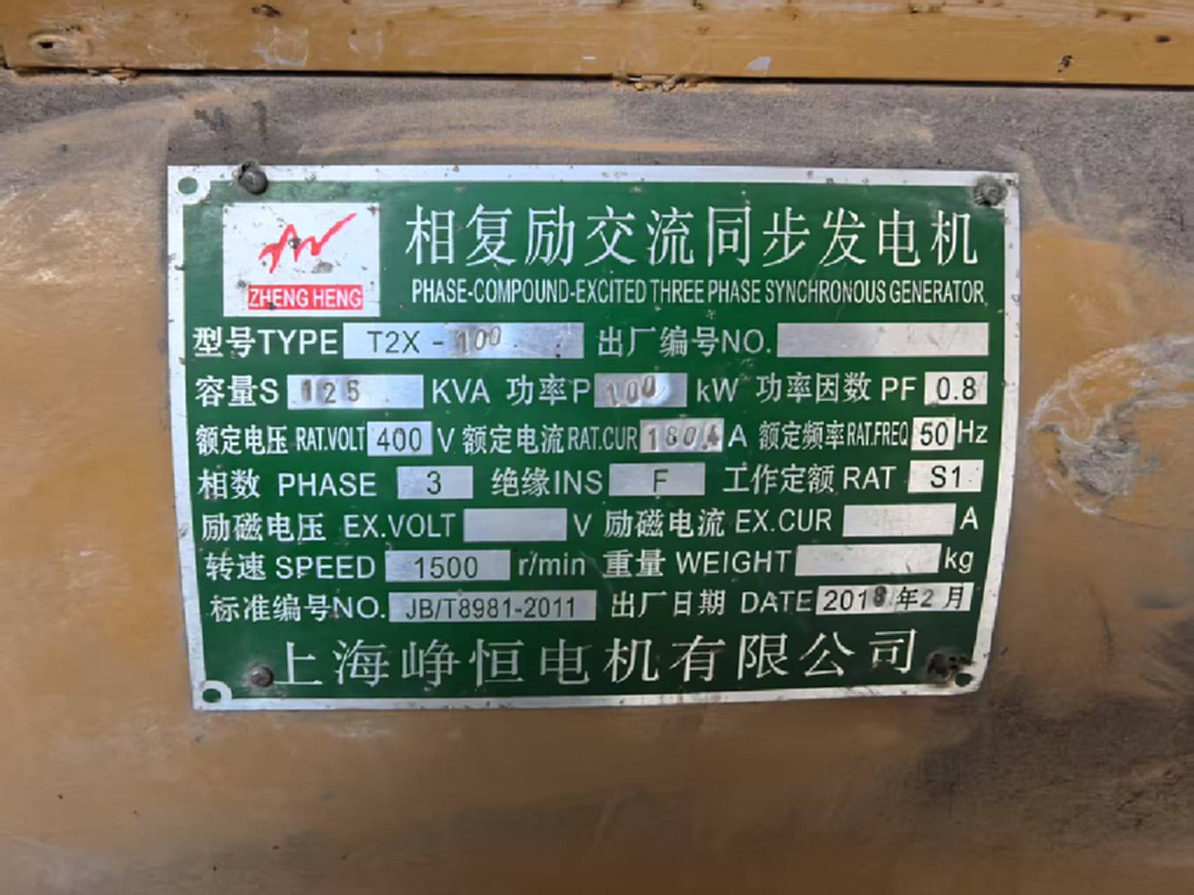 ZHENG HENG
相复励交流同步发电机
PHASE-COMPOUND-EXCITED THREE PHASE SYNCHRONOUS GENERATOR
型号TYPE T2X-100 出厂编号NO.
容量S 125 KVA 功率P 100 kW 功率因数 PF 0.8
额定电压 RAT.VOLT 400 V 额定电流 RAT.CUR 180.4 A 额定频率 RAT.FREQ 50 Hz
相数 PHASE 3 绝缘INS F 工作定额 RAT S1
励磁电压 EX.VOLT V 励磁电流 EX.CUR A
转速 SPEED 1500 r/min 重量 WEIGHT kg
标准编号NO. JB/T8981-2011 出厂日期 DATE 2018年2月
上海峥恒电机有限公司